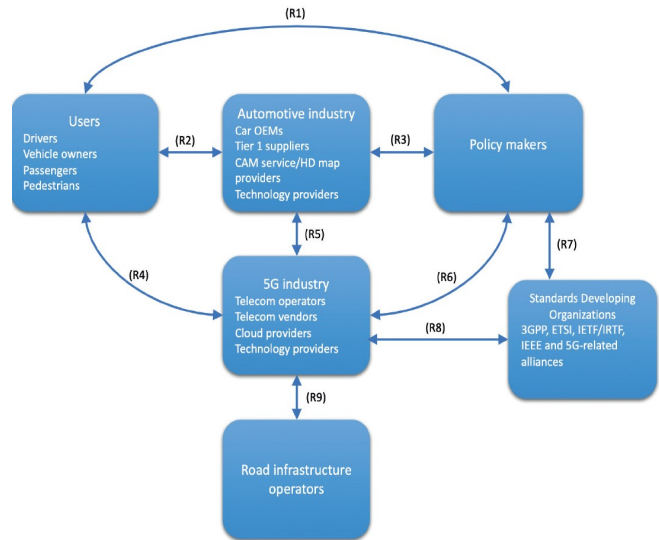 (R1)
Users
Drivers
Vehicle owners
Passengers
Pedestrians
(R2)
Automotive industry
Car OEMs
Tier 1 suppliers
CAM service/HD map
providers
Technology providers
(R3)
Policy makers
(R4)
(R5)
(R6)
(R7)
5G industry
Telecom operators
Telecom vendors
Cloud providers
Technology providers
(R8)
Standards Developing
Organizations
3GPP, ETSI, IETF/IRTF,
IEEE and 5G-related
alliances
(R9)
Road infrastructure
operators